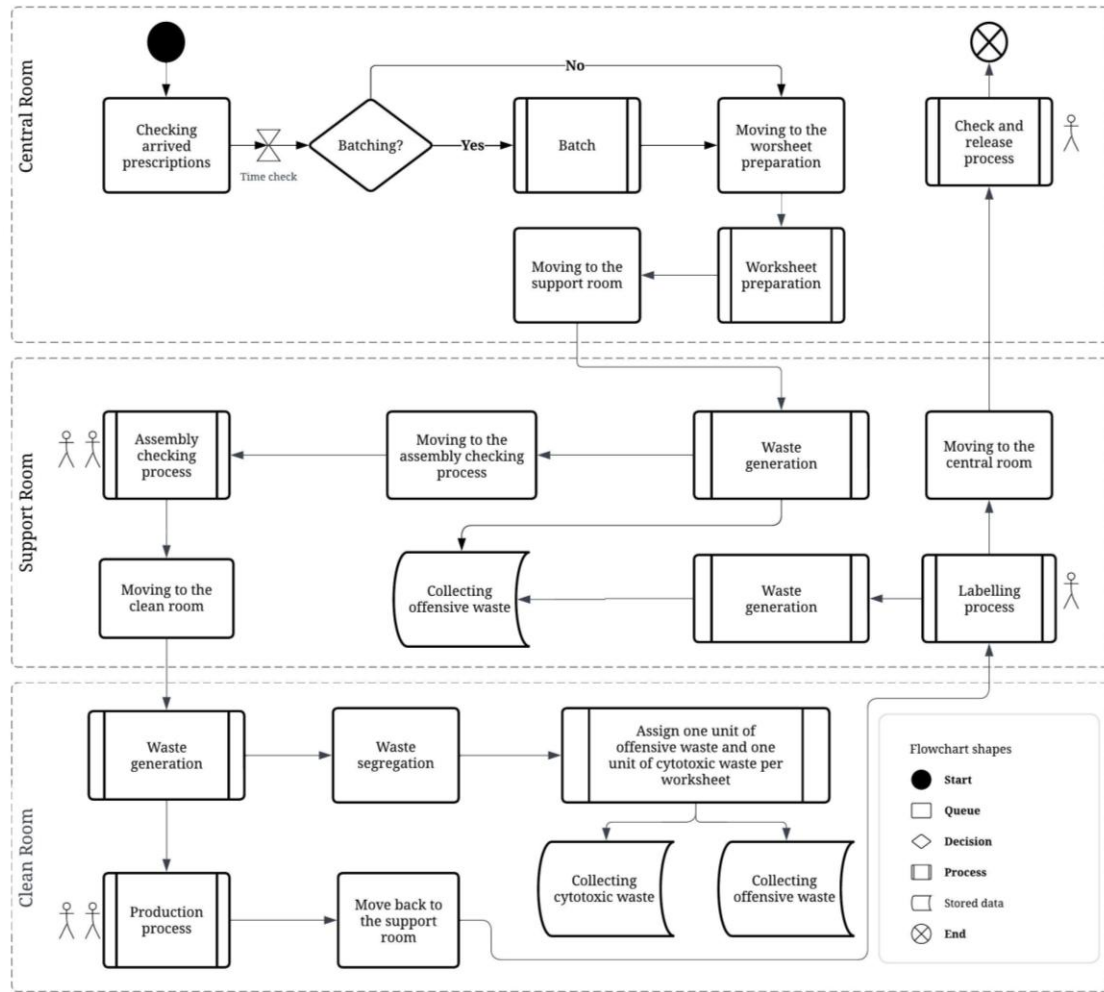 Central Room
Checking
arrived
prescriptions
Time check
Batching?
No
Yes
Batch
Moving to the
worsheet
preparation
Check and
release
process
Moving to the
support room
Worksheet
preparation
Support Room
Assembly
checking
process
Moving to the
assembly checking
process
Waste
generation
Moving to the
central room
Moving to the
clean room
Collecting
offensive waste
Waste
generation
Labelling
process
Clean Room
Waste
generation
Waste
segregation
Assign one unit of
offensive waste and one
unit of cytotoxic waste per
worksheet
Production
process
Move back to
the support
room
Collecting
cytotoxic waste
Collecting
offensive waste
Flowchart shapes
Start
Queue
Decision
Process
Stored data
End